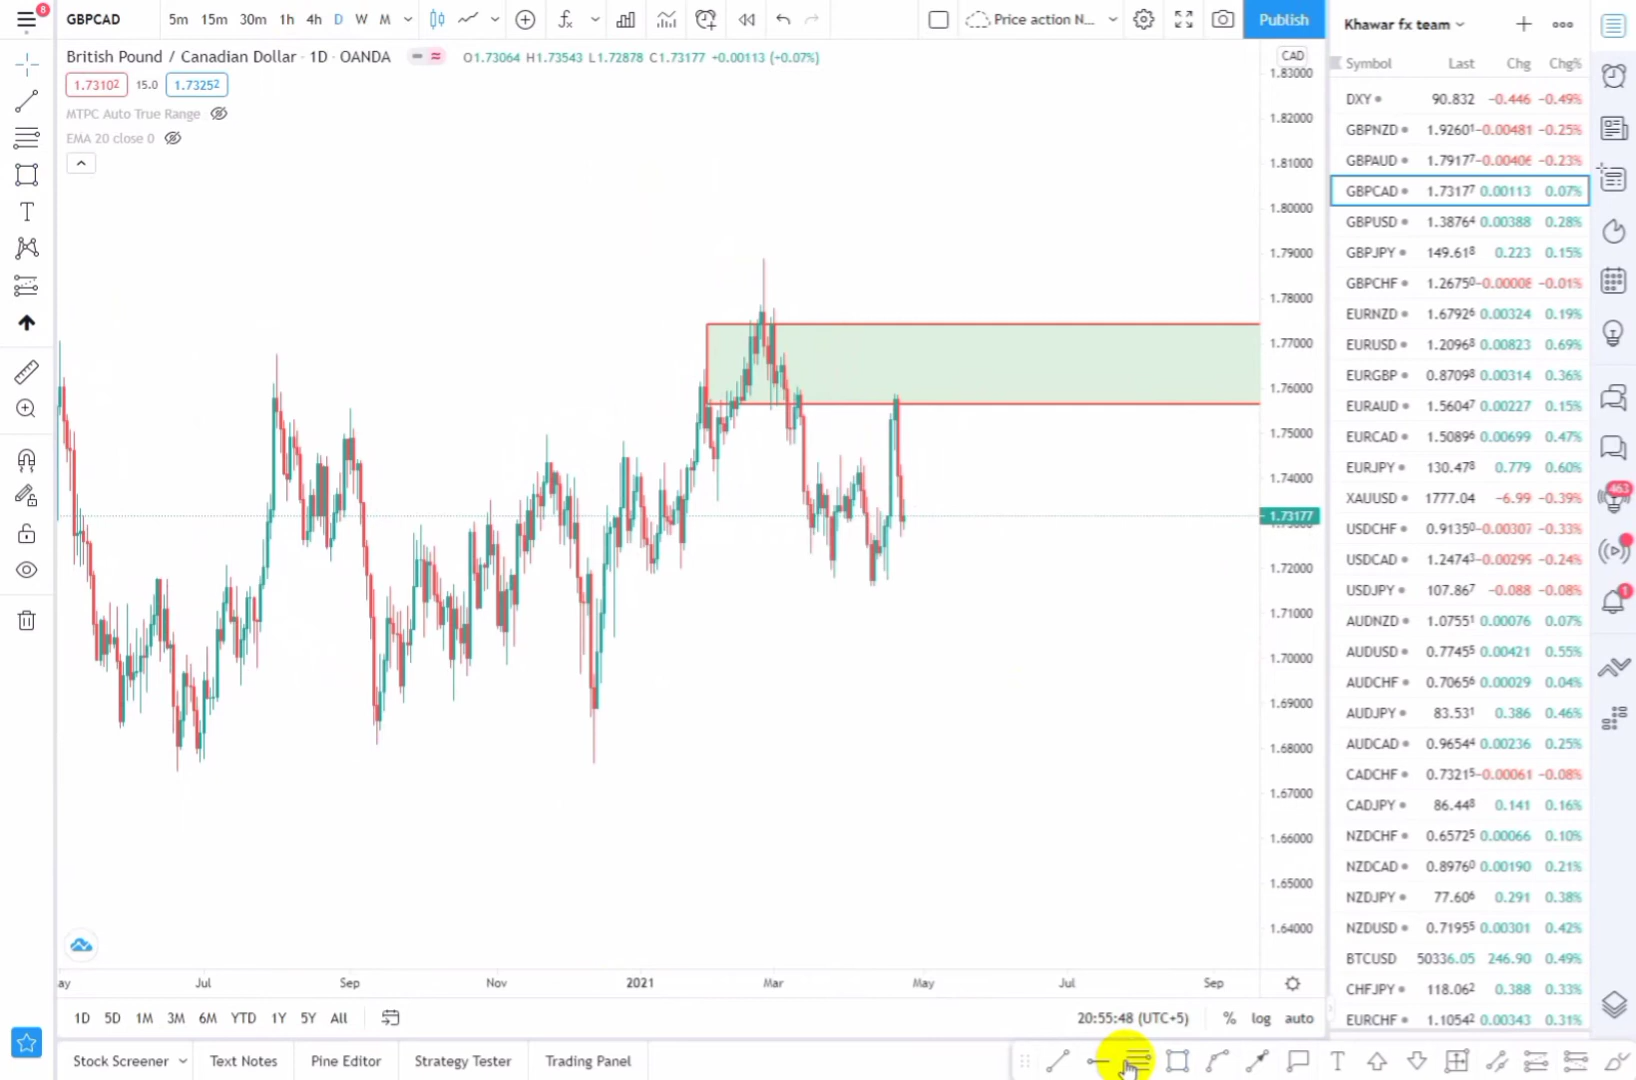 8 GBPCAD 5m 15m 30m 1h 4h D W M Price action N... Publish
British Pound / Canadian Dollar · 1D · OANDA O1.73064 H1.73543 L1.72878 C1.73177 +0.00113 (+0.07%)
1.73102 15.0 1.73252
MTPC Auto True Range
EMA 20 close 0
CAD
1.83000
1.82000
1.81000
1.80000
1.79000
1.78000
1.77000
1.76000
1.75000
1.74000
1.73177
1.72000
1.71000
1.70000
1.69000
1.68000
1.67000
1.66000
1.65000
1.64000
ay Jul Sep Nov 2021 Mar May Jul Sep
1D 5D 1M 3M 6M YTD 1Y 5Y All 20:55:48 (UTC+5) % log auto
Stock Screener Text Notes Pine Editor Strategy Tester Trading Panel
Khawar fx team
Symbol Last Chg Chg%
DXY 90.832 -0.446 -0.49%
GBPNZD 1.92601 -0.00481 -0.25%
GBPAUD 1.79177 -0.00406 -0.23%
GBPCAD 1.73177 0.00113 0.07%
GBPUSD 1.38764 0.00388 0.28%
GBPJPY 149.618 0.223 0.15%
GBPCHF 1.26750 -0.00008 -0.01%
EURNZD 1.67926 0.00324 0.19%
EURUSD 1.20968 0.00823 0.69%
EURGBP 0.87098 0.00314 0.36%
EURAUD 1.56047 0.00227 0.15%
EURCAD 1.50896 0.00699 0.47%
EURJPY 130.478 0.779 0.60%
XAUUSD 1777.04 -6.99 -0.39%
USDCHF 0.91350 -0.00307 -0.33%
USDCAD 1.24743 -0.00295 -0.24%
USDJPY 107.867 -0.088 -0.08%
AUDNZD 1.07551 0.00076 0.07%
AUDUSD 0.77455 0.00421 0.55%
AUDCHF 0.70656 0.00029 0.04%
AUDJPY 83.531 0.386 0.46%
AUDCAD 0.96544 0.00236 0.25%
CADCHF 0.73215 -0.00061 -0.08%
CADJPY 86.448 0.141 0.16%
NZDCHF 0.65725 0.00066 0.10%
NZDCAD 0.89760 0.00190 0.21%
NZDJPY 77.606 0.291 0.38%
NZDUSD 0.71955 0.00301 0.42%
BTCUSD 50336.05 246.90 0.49%
CHFJPY 118.062 0.388 0.33%
EURCHF 1.10542 0.00343 0.31%
463
1